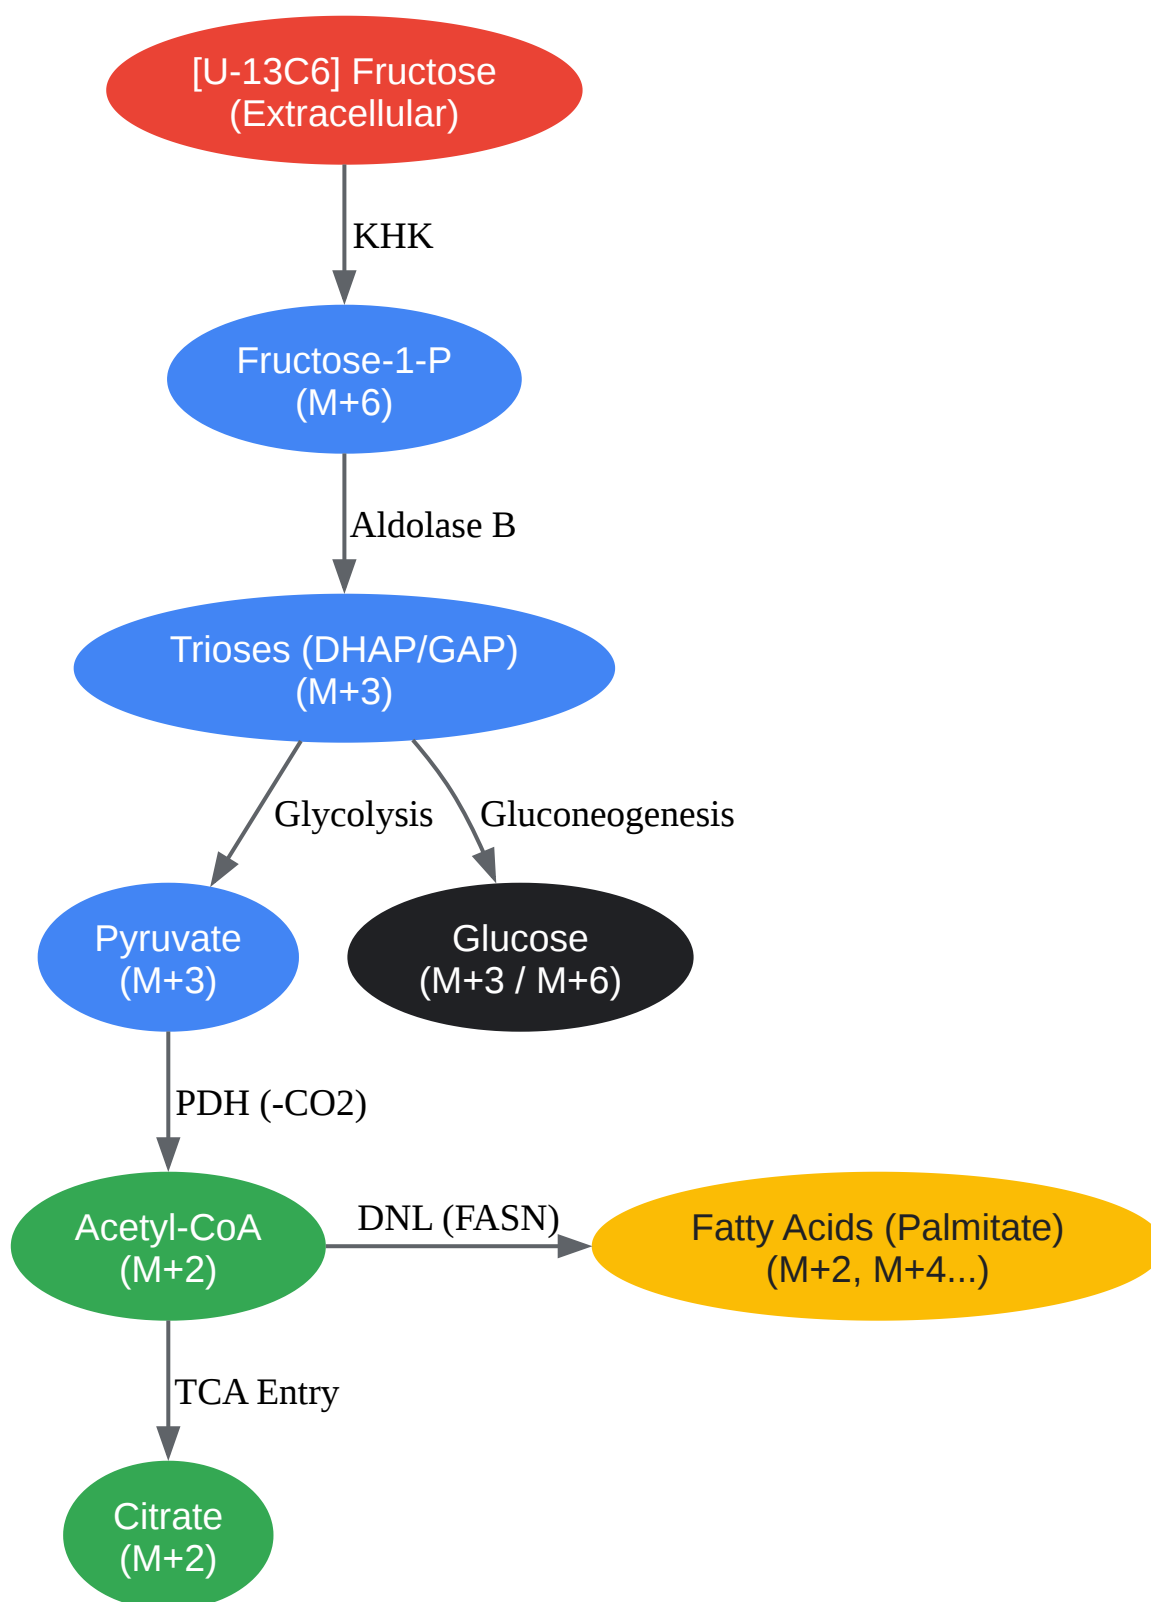 [U-13C6] Fructose
(Extracellular)
KHK
Fructose-1-P
(M+6)
Aldolase B
Trioses (DHAP/GAP)
(M+3)
Glycolysis
Gluconeogenesis
Pyruvate
(M+3)
Glucose
(M+3 / M+6)
PDH (-CO2)
Acetyl-CoA
(M+2)
DNL (FASN)
Fatty Acids (Palmitate)
(M+2, M+4...)
TCA Entry
Citrate
(M+2)